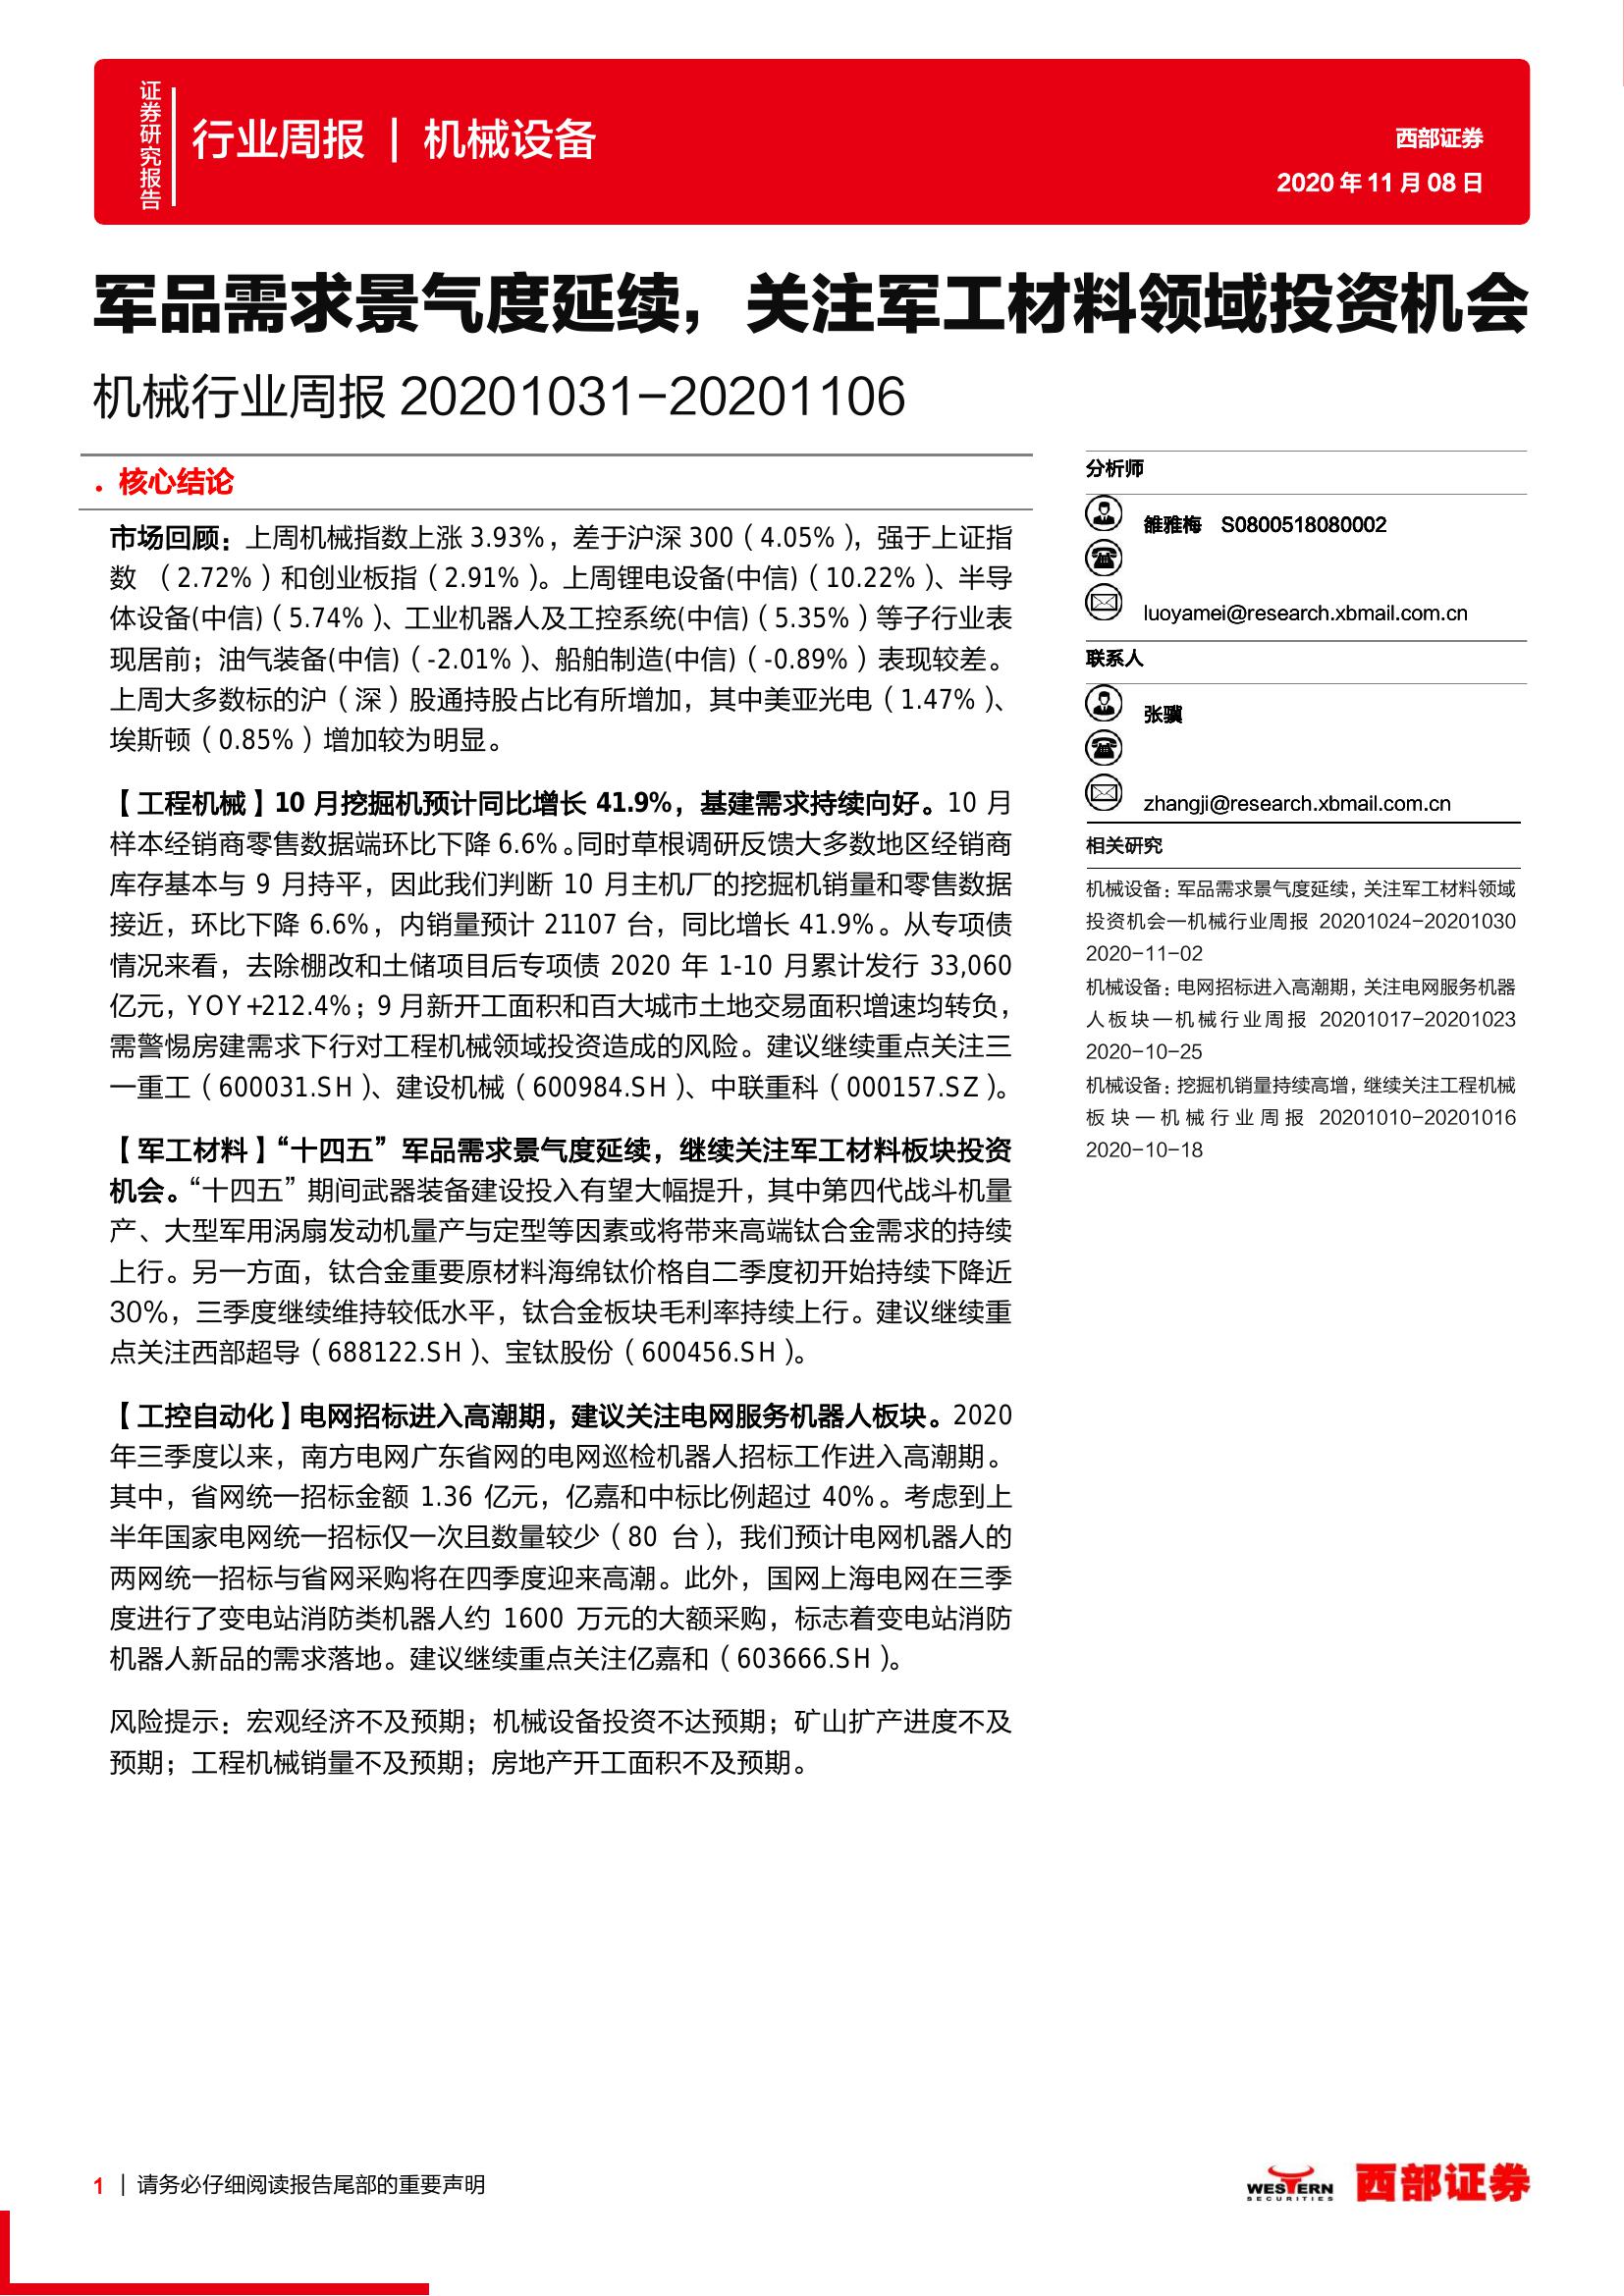 证券研究报告
行业周报 | 机械设备
西部证券
2020 年 11 月 08 日
军品需求景气度延续，关注军工材料领域投资机会
机械行业周报 20201031-20201106
. 核心结论
市场回顾：上周机械指数上涨 3.93%，差于沪深 300（4.05%），强于上证指
数 （2.72%）和创业板指（2.91%）。上周锂电设备(中信)（10.22%）、半导
体设备(中信)（5.74%）、工业机器人及工控系统(中信)（5.35%）等子行业表
现居前；油气装备(中信)（-2.01%）、船舶制造(中信)（-0.89%）表现较差。
上周大多数标的沪（深）股通持股占比有所增加，其中美亚光电（1.47%）、
埃斯顿（0.85%）增加较为明显。
【工程机械】10 月挖掘机预计同比增长 41.9%，基建需求持续向好。10 月
样本经销商零售数据端环比下降 6.6%。同时草根调研反馈大多数地区经销商
库存基本与 9 月持平，因此我们判断 10 月主机厂的挖掘机销量和零售数据
接近，环比下降 6.6%，内销量预计 21107 台，同比增长 41.9%。从专项债
情况来看，去除棚改和土储项目后专项债 2020 年 1-10 月累计发行 33,060
亿元，YOY+212.4%；9 月新开工面积和百大城市土地交易面积增速均转负，
需警惕房建需求下行对工程机械领域投资造成的风险。建议继续重点关注三
一重工（600031.SH）、建设机械（600984.SH）、中联重科（000157.SZ）。
【军工材料】“十四五”军品需求景气度延续，继续关注军工材料板块投资
机会。“十四五”期间武器装备建设投入有望大幅提升，其中第四代战斗机量
产、大型军用涡扇发动机量产与定型等因素或将带来高端钛合金需求的持续
上行。另一方面，钛合金重要原材料海绵钛价格自二季度初开始持续下降近
30%，三季度继续维持较低水平，钛合金板块毛利率持续上行。建议继续重
点关注西部超导（688122.SH）、宝钛股份（600456.SH）。
【工控自动化】电网招标进入高潮期，建议关注电网服务机器人板块。2020
年三季度以来，南方电网广东省网的电网巡检机器人招标工作进入高潮期。
其中，省网统一招标金额 1.36 亿元，亿嘉和中标比例超过 40%。考虑到上
半年国家电网统一招标仅一次且数量较少（80 台），我们预计电网机器人的
两网统一招标与省网采购将在四季度迎来高潮。此外，国网上海电网在三季
度进行了变电站消防类机器人约 1600 万元的大额采购，标志着变电站消防
机器人新品的需求落地。建议继续重点关注亿嘉和（603666.SH）。
风险提示：宏观经济不及预期；机械设备投资不达预期；矿山扩产进度不及
预期；工程机械销量不及预期；房地产开工面积不及预期。
分析师
雒雅梅 S0800518080002
luoyamei@research.xbmail.com.cn
联系人
张骥
zhangji@research.xbmail.com.cn
相关研究
机械设备：军品需求景气度延续，关注军工材料领域
投资机会—机械行业周报 20201024-20201030
2020-11-02
机械设备：电网招标进入高潮期，关注电网服务机器
人板块—机械行业周报 20201017-20201023
2020-10-25
机械设备：挖掘机销量持续高增，继续关注工程机械
板块—机械行业周报 20201010-20201016
2020-10-18
1 | 请务必仔细阅读报告尾部的重要声明
WESTERN
SECURITIES
西部证券